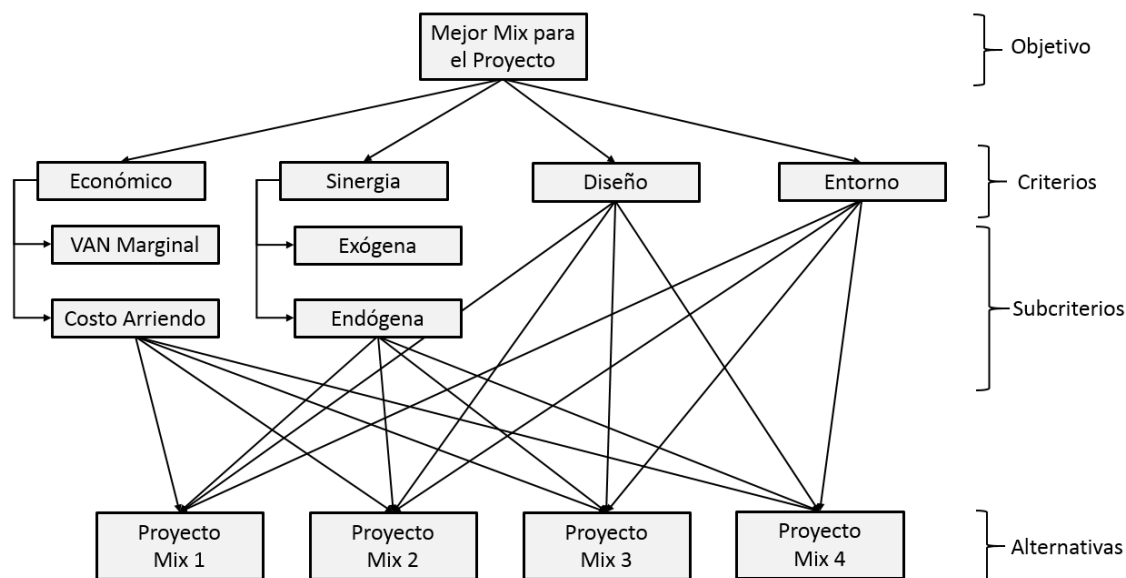 Mejor Mix para
el Proyecto
Objetivo
Económico
Sinergia
Diseño
Entorno
Criterios
VAN Marginal
Exógena
Costo Arriendo
Endógena
Subcriterios
Proyecto
Mix 1
Proyecto
Mix 2
Proyecto
Mix 3
Proyecto
Mix 4
Alternativas